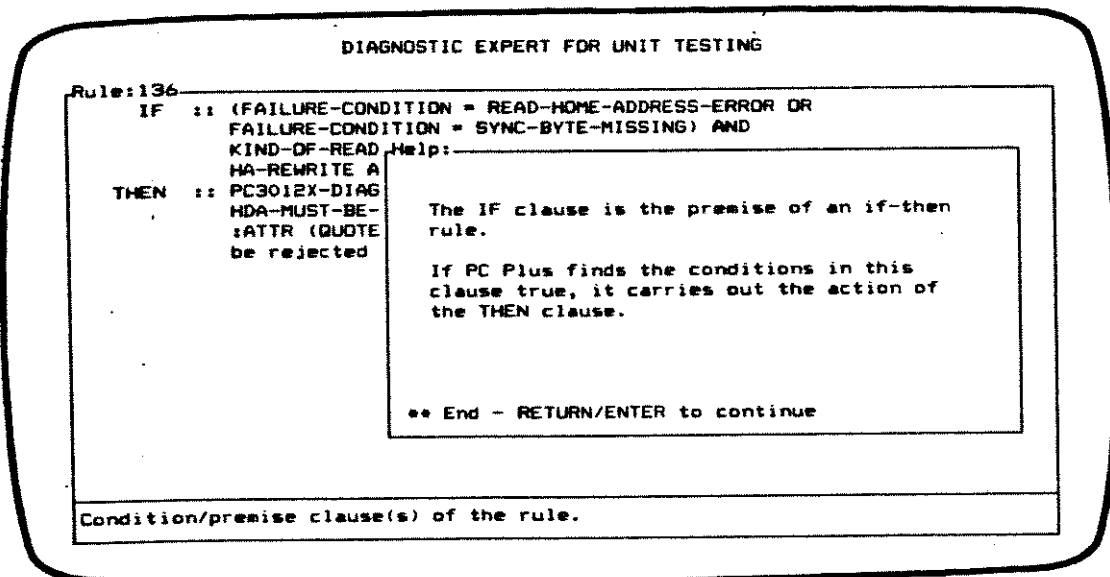 DIAGNOSTIC EXPERT FOR UNIT TESTING
Rule:136
IF :: (FAILURE-CONDITION = READ-HOME-ADDRESS-ERROR OR
FAILURE-CONDITION = SYNC-BYTE-MISSING) AND
KIND-OF-READ
HA-REWRITE A
THEN :: PC3012X-DIAG
HDA-MUST-BE-
:ATTR (QUOTE
be rejected
Help:
The IF clause is the premise of an if-then
rule.
If PC Plus finds the conditions in this
clause true, it carries out the action of
the THEN clause.
** End - RETURN/ENTER to continue
Condition/premise clause(s) of the rule.